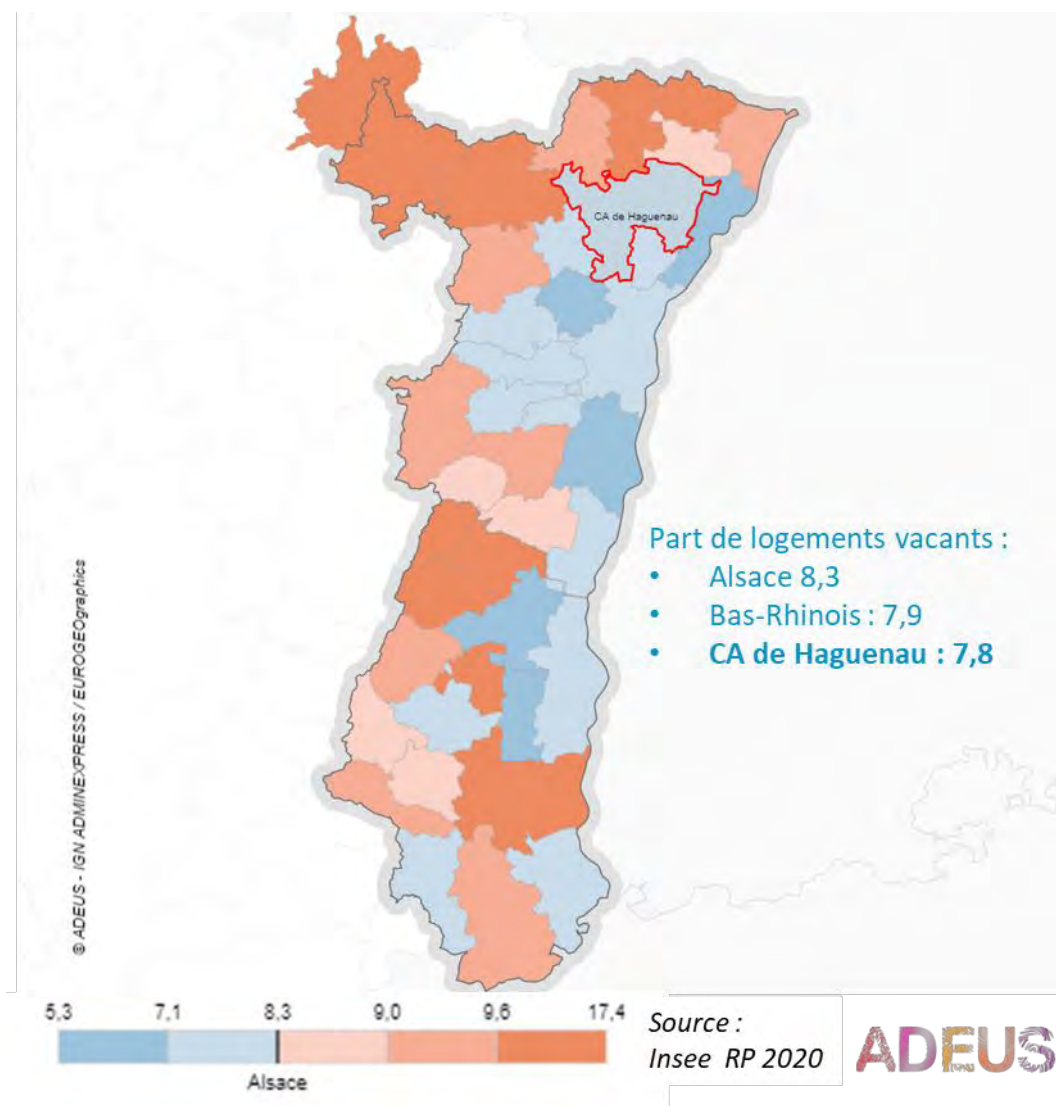 CA de Haguenau
Part de logements vacants :
• Alsace 8,3
• Bas-Rhinois : 7,9
• CA de Haguenau : 7,8
© ADEUS - IGN ADMINEXPRESS / EUROGEOgraphics
5,3 7,1 8,3 9,0 9,6 17,4
Alsace
Source :
Insee RP 2020
ADEUS